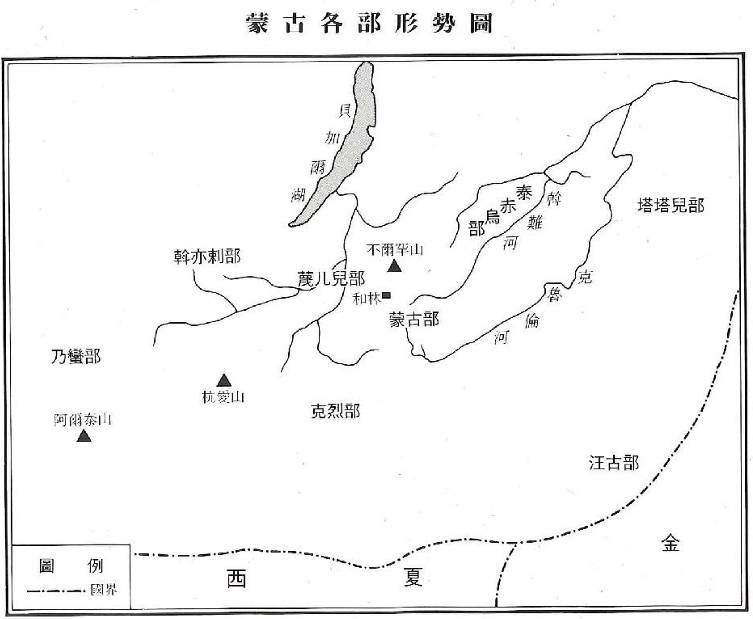 蒙古各部形勢圖
貝加爾湖
泰赤烏部
斡難河
塔塔兒部
不爾罕山
斡亦剌部
蔑儿兒部
和林
蒙古部
克魯倫河
乃蠻部
杭愛山
克烈部
阿爾泰山
汪古部
金
西夏
圖例
國界